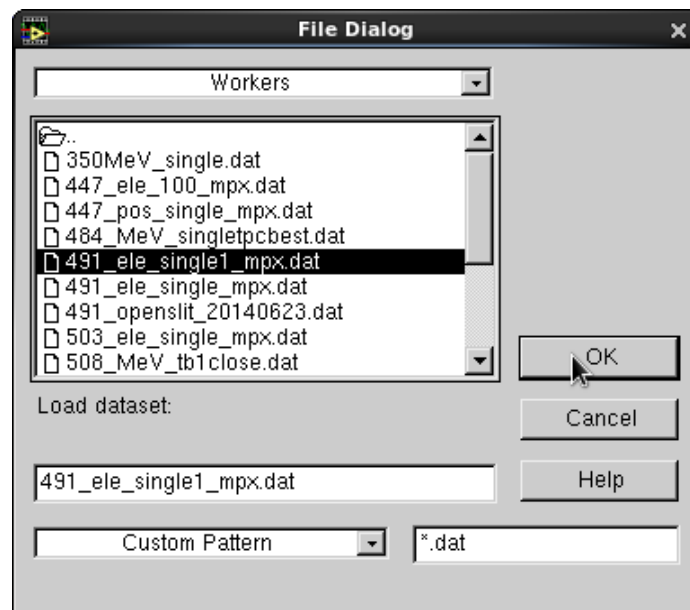 File Dialog
Workers
..
350MeV_single.dat
447_ele_100_mpx.dat
447_pos_single_mpx.dat
484_MeV_singletpcbest.dat
491_ele_single1_mpx.dat
491_ele_single_mpx.dat
491_openslit_20140623.dat
503_ele_single_mpx.dat
508_MeV_tb1close.dat
OK
Load dataset:
Cancel
491_ele_single1_mpx.dat
Help
Custom Pattern
*.dat